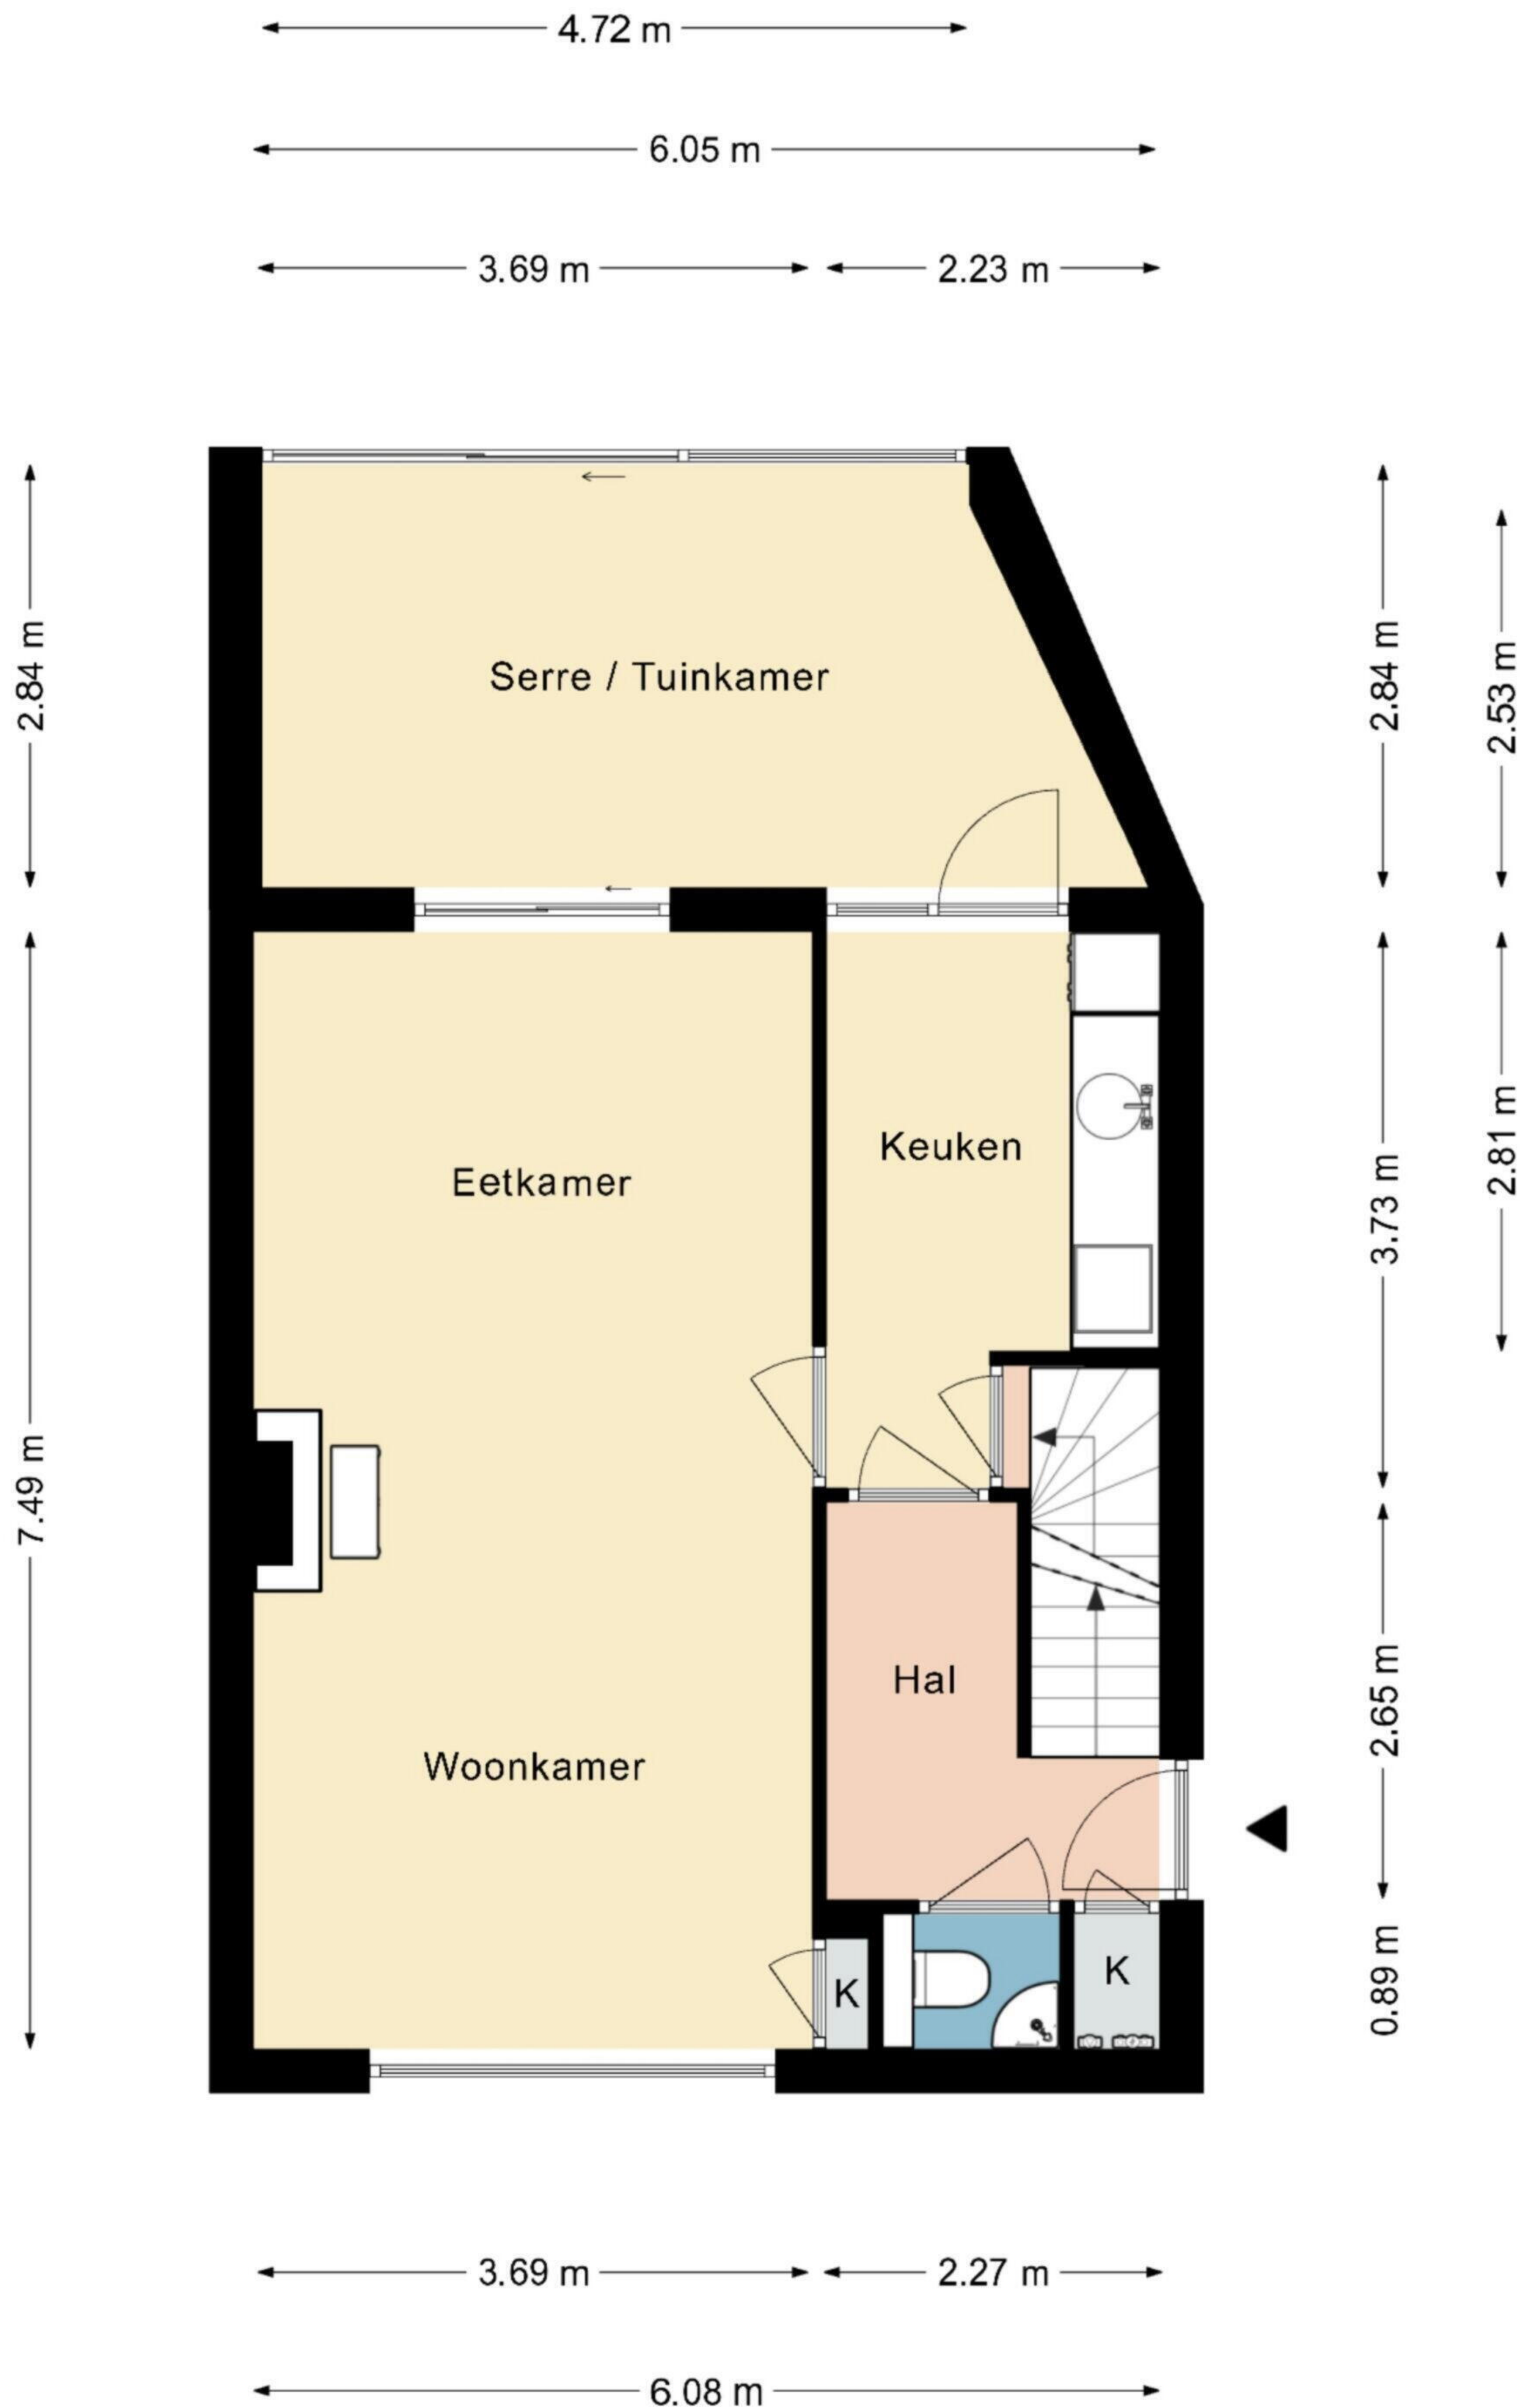 4.72 m
6.05 m
3.69 m
2.23 m
2.84 m
2.84 m
2.53 m
Serre / Tuinkamer
Keuken
Eetkamer
2.81 m
3.73 m
7.49 m
Hal
2.65 m
Woonkamer
K
K
0.89 m
3.69 m
2.27 m
6.08 m